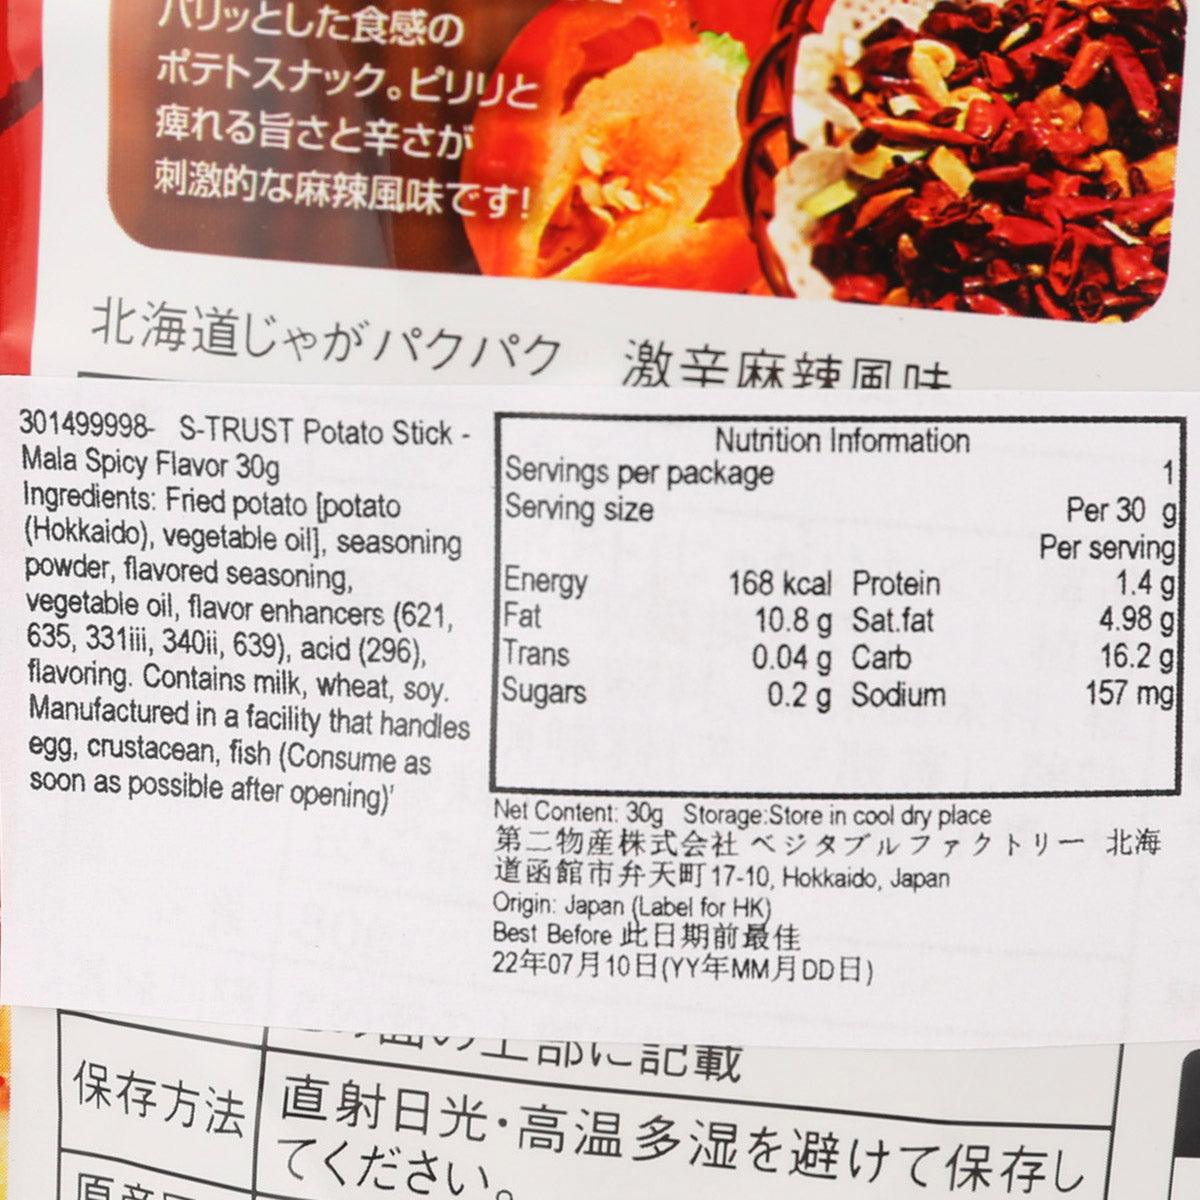 パリッとした食感の
ポテトスナック。ピリリと
痺れる旨さと辛さが
刺激的な麻辣風味です!
北海道じゃがパクパク 激辛麻辣風味
301499998- S-TRUST Potato Stick -
Mala Spicy Flavor 30g
Ingredients: Fried potato [potato
(Hokkaido), vegetable oil], seasoning
powder, flavored seasoning,
vegetable oil, flavor enhancers (621,
635, 331iii, 340ii, 639), acid (296),
flavoring. Contains milk, wheat, soy.
Manufactured in a facility that handles
egg, crustacean, fish (Consume as
soon as possible after opening)'
Nutrition Information
Servings per package 1
Serving size Per 30 g
Per serving
Energy 168 kcal Protein 1.4 g
Fat 10.8 g Sat.fat 4.98 g
Trans 0.04 g Carb 16.2 g
Sugars 0.2 g Sodium 157 mg
Net Content: 30g Storage:Store in cool dry place
第二物産株式会社 ベジタブルファクトリー 北海
道函館市弁天町17-10, Hokkaido, Japan
Origin: Japan (Label for HK)
Best Before 此日期前最佳
22年07月10日(YY年MM月DD日)
の上部に記載
保存方法 直射日光・高温多湿を避けて保存し
てください。